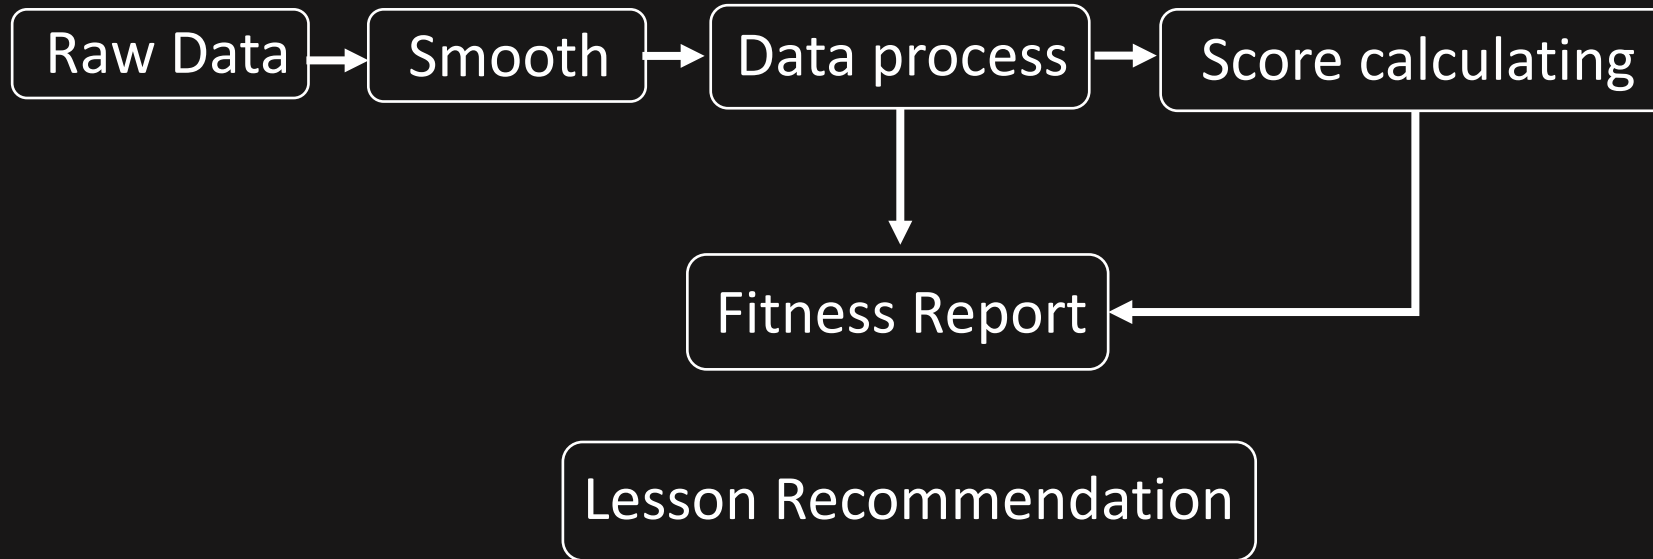 Raw Data
Smooth
Data process
Score calculating
Fitness Report
Lesson Recommendation